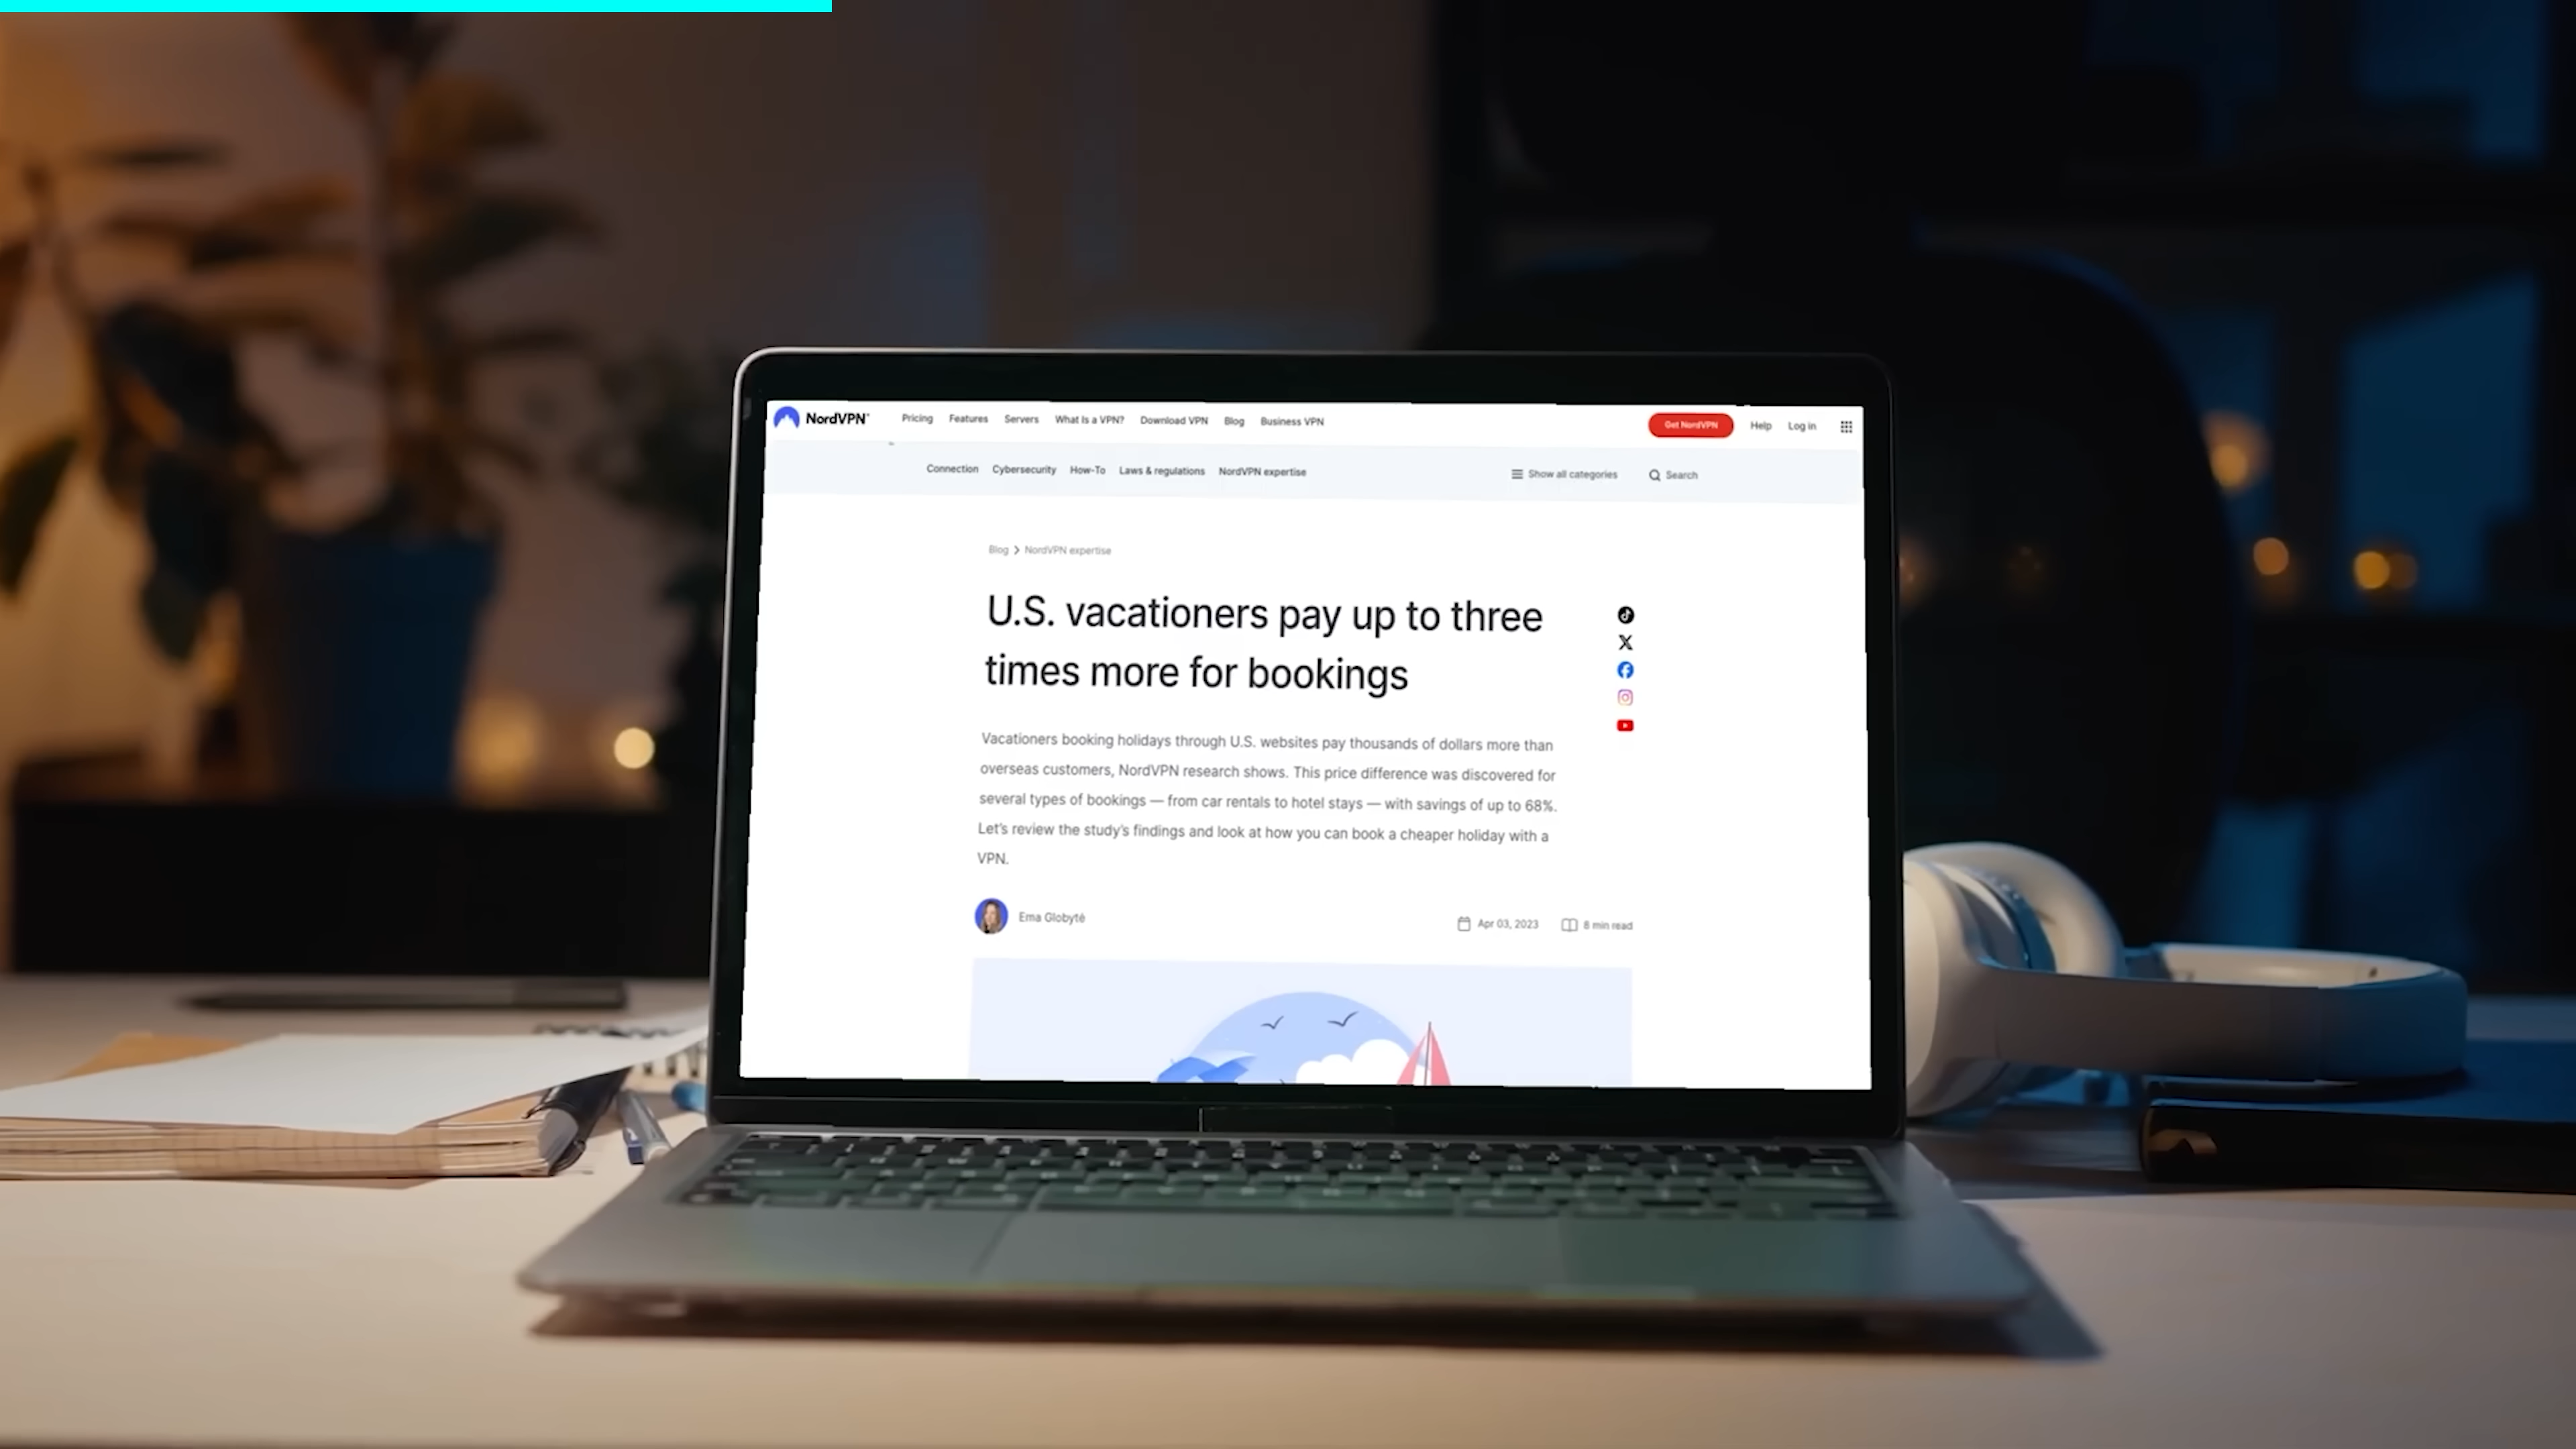 NordVPN®
Pricing Features Servers What Is a VPN? Download VPN Blog Business VPN
Get NordVPN Help Log in
Connection Cybersecurity How-To Laws & regulations NordVPN expertise
Show all categories Search
Blog NordVPN expertise
U.S. vacationers pay up to three
times more for bookings
Vacationers booking holidays through U.S. websites pay thousands of dollars more than
overseas customers, NordVPN research shows. This price difference was discovered for
several types of bookings — from car rentals to hotel stays — with savings of up to 68%.
Let's review the study's findings and look at how you can book a cheaper holiday with a
VPN.
Ema Globytė
Apr 03, 2023 8 min read